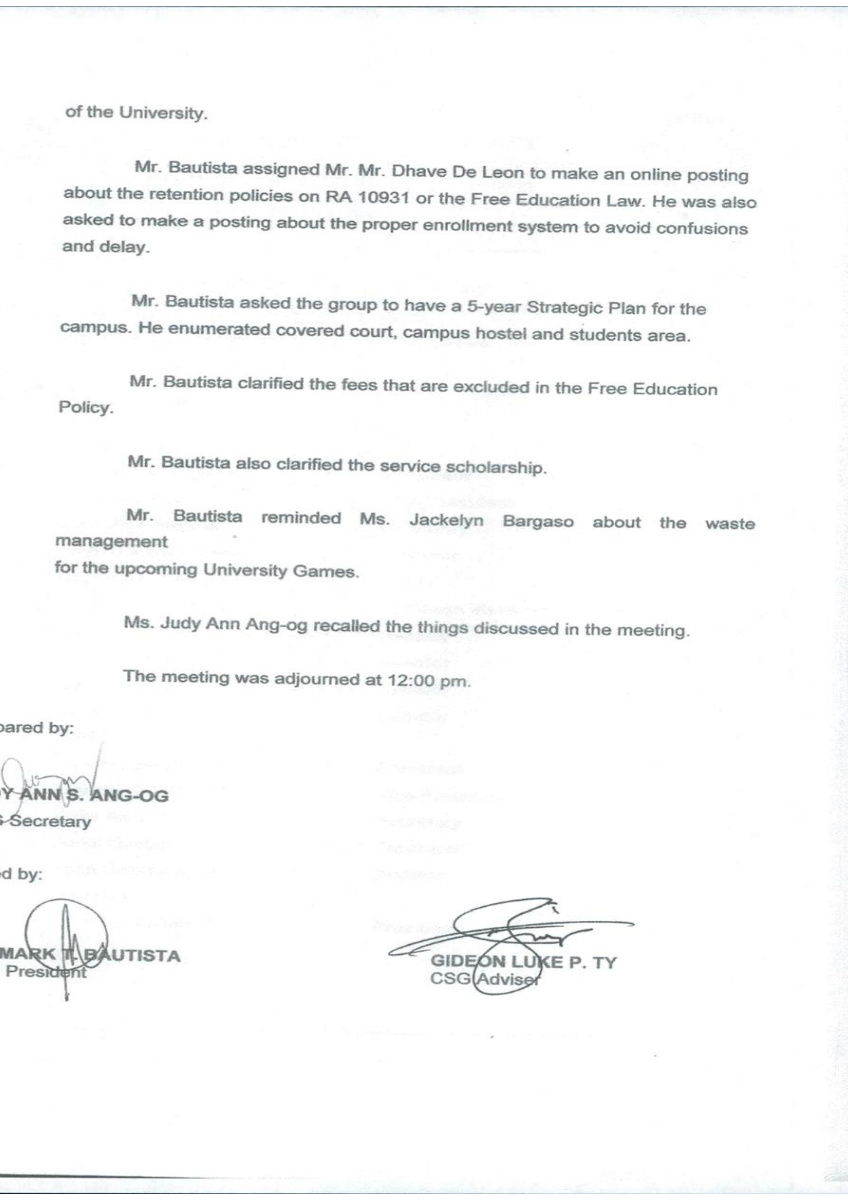 of the University.
Mr. Bautista assigned Mr. Mr. Dhave De Leon to make an online posting
about the retention policies on RA 10931 or the Free Education Law. He was also
asked to make a posting about the proper enrollment system to avoid confusions
and delay.
Mr. Bautista asked the group to have a 5-year Strategic Plan for the
campus. He enumerated covered court, campus hostel and students area.
Mr. Bautista clarified the fees that are excluded in the Free Education
Policy.
Mr. Bautista also clarified the service scholarship.
Mr. Bautista reminded Ms. Jackelyn Bargaso about the waste
management
for the upcoming University Games.
Ms. Judy Ann Ang-og recalled the things discussed in the meeting.
The meeting was adjourned at 12:00 pm.
pared by:
Y ANN S. ANG-OG
Secretary
ed by:
MARK T. BAUTISTA
President
GIDEON LUKE P. TY
CSG Adviser